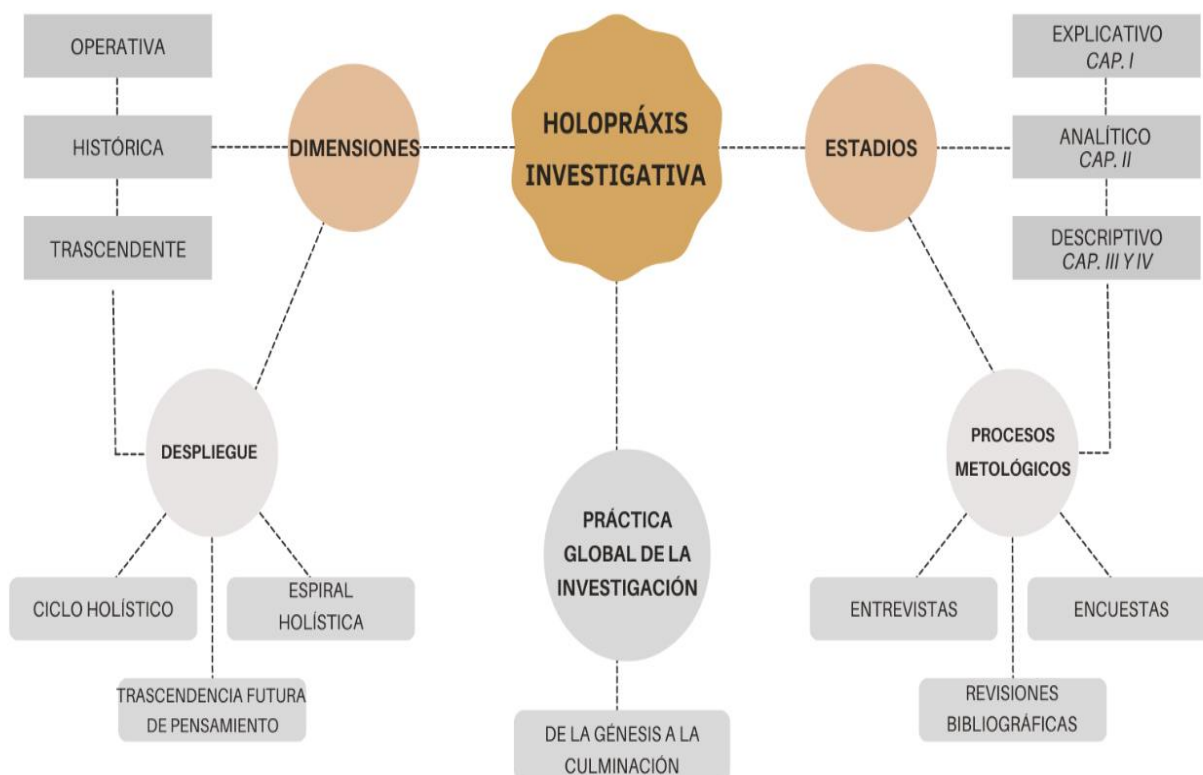 OPERATIVA
HISTÓRICA
TRASCENDENTE
DIMENSIONES
HOLOPRÁXIS
INVESTIGATIVA
ESTADIOS
EXPLICATIVO
CAP. I
ANALÍTICO
CAP. II
DESCRIPTIVO
CAP. III Y IV
DESPLIEGUE
CICLO HOLÍSTICO
ESPIRAL
HOLÍSTICA
TRASCENDENCIA FUTURA
DE PENSAMIENTO
PRÁCTICA
GLOBAL DE LA
INVESTIGACIÓN
DE LA GÉNESIS A LA
CULMINACIÓN
PROCESOS
METOLÓGICOS
ENTREVISTAS
ENCUESTAS
REVISIONES
BIBLIOGRÁFICAS